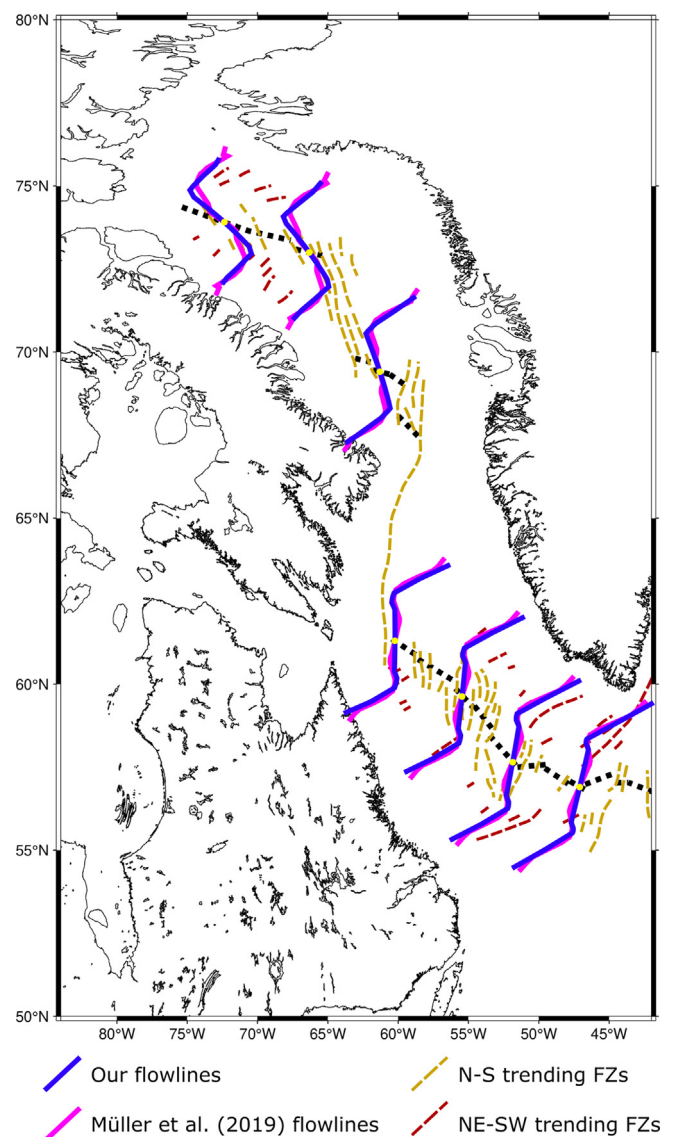 80°N
75°N
70°N
65°N
60°N
55°N
50°N
80°W 75°W 70°W 65°W 60°W 55°W 50°W 45°W
Our flowlines
N-S trending FZs
Müller et al. (2019) flowlines
NE-SW trending FZs